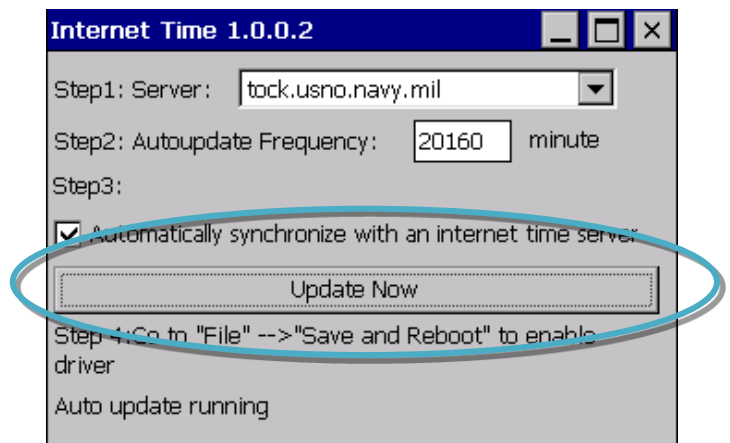 Internet Time 1.0.0.2
Step1: Server: tock.usno.navy.mil
Step2: Autoupdate Frequency: 20160 minute
Step3:
Automatically synchronize with an internet time server
Update Now
Step 4:Go to "File" -->"Save and Reboot" to enable
driver
Auto update running